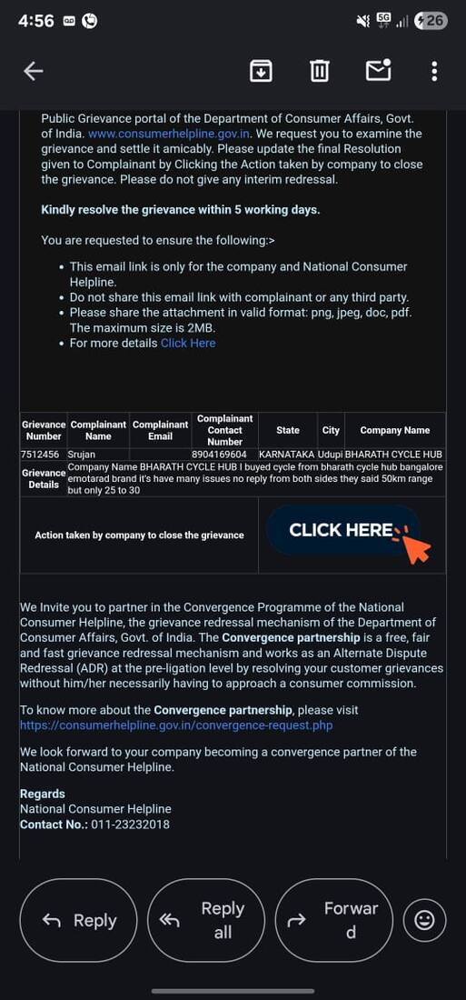 4:56
5G
26
Public Grievance portal of the Department of Consumer Affairs, Govt.
of India. www.consumerhelpline.gov.in. We request you to examine the
grievance and settle it amicably. Please update the final Resolution
given to Complainant by Clicking the Action taken by company to close
the grievance. Please do not give any interim redressal.
Kindly resolve the grievance within 5 working days.
You are requested to ensure the following:>
• This email link is only for the company and National Consumer
Helpline.
• Do not share this email link with complainant or any third party.
• Please share the attachment in valid format: png, jpeg, doc, pdf.
The maximum size is 2MB.
• For more details Click Here
Grievance Number Complainant Name Complainant Email Complainant Contact Number State City Company Name
7512456 Srujan 8904169604 KARNATAKA Udupi BHARATH CYCLE HUB
Grievance Details
Company Name BHARATH CYCLE HUB I buyed cycle from bharath cycle hub bangalore
emotarad brand it's have many issues no reply from both sides they said 50km range
but only 25 to 30
Action taken by company to close the grievance
CLICK HERE
We Invite you to partner in the Convergence Programme of the National
Consumer Helpline, the grievance redressal mechanism of the Department of
Consumer Affairs, Govt. of India. The Convergence partnership is a free, fair
and fast grievance redressal mechanism and works as an Alternate Dispute
Redressal (ADR) at the pre-ligation level by resolving your customer grievances
without him/her necessarily having to approach a consumer commission.
To know more about the Convergence partnership, please visit
https://consumerhelpline.gov.in/convergence-request.php
We look forward to your company becoming a convergence partner of the
National Consumer Helpline.
Regards
National Consumer Helpline
Contact No.: 011-23232018
Reply
Reply
all
Forwar
d